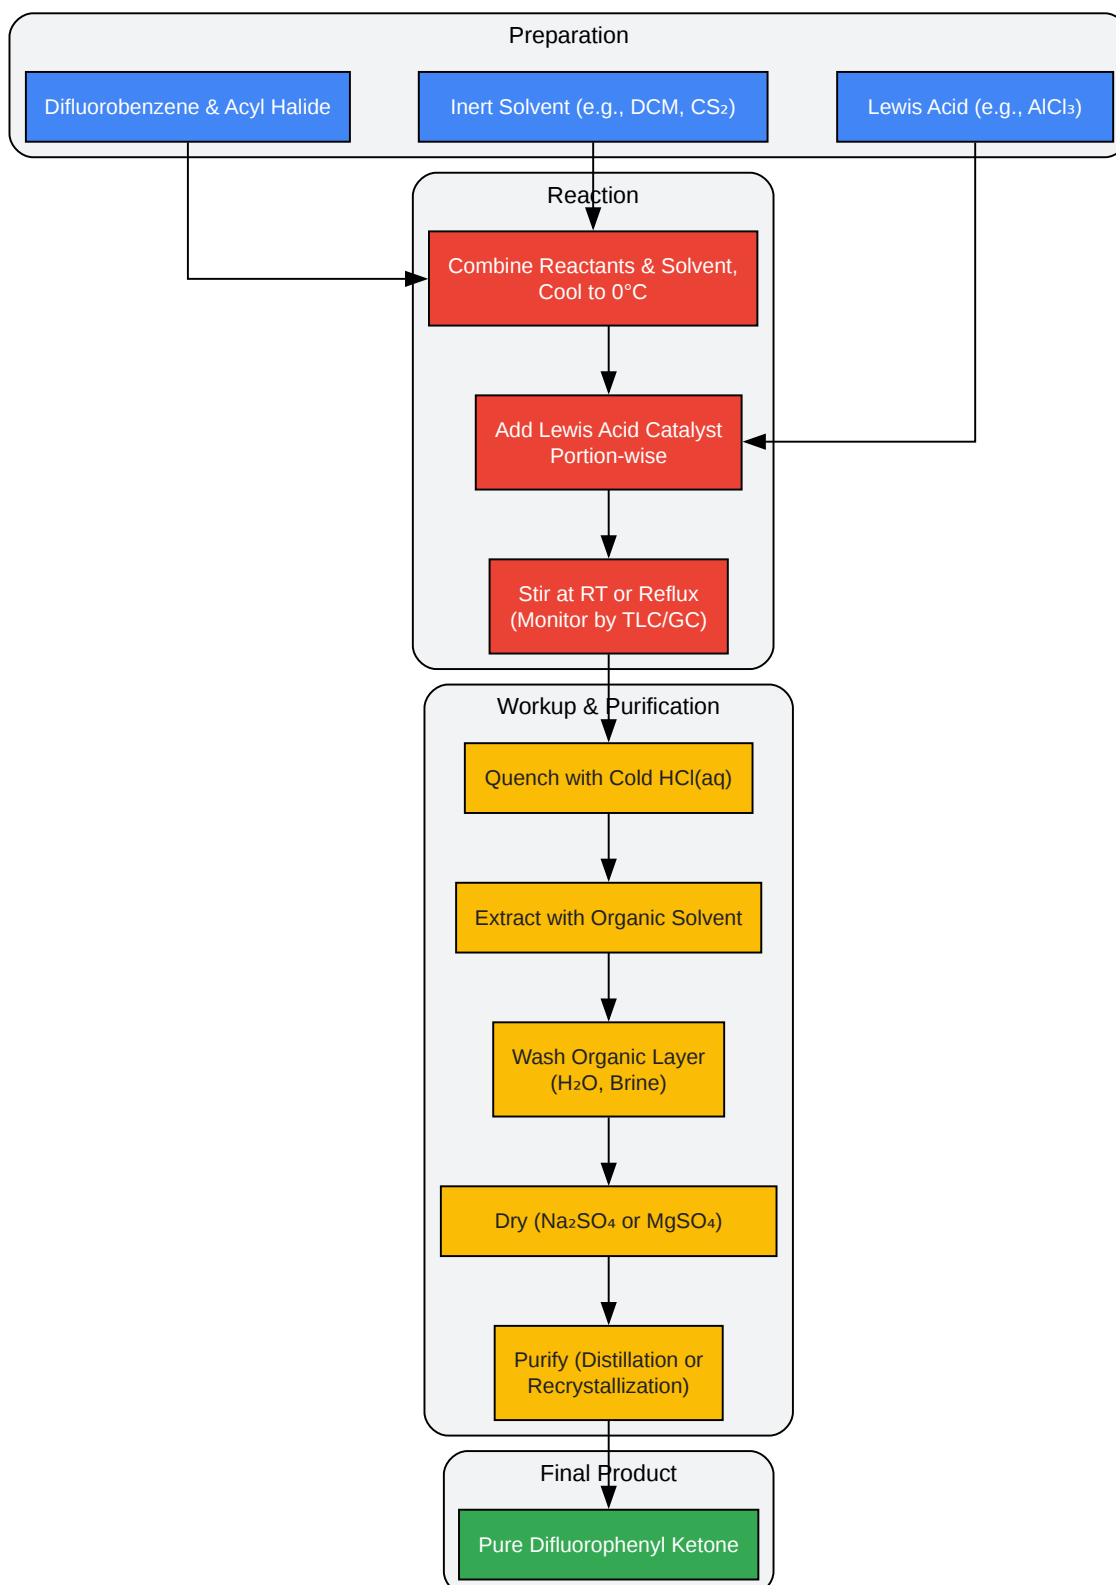 Preparation
Difluorobenzene & Acyl Halide
Inert Solvent (e.g., DCM, CS₂)
Lewis Acid (e.g., AlCl₃)
Reaction
Combine Reactants & Solvent,
Cool to 0°C
Add Lewis Acid Catalyst
Portion-wise
Stir at RT or Reflux
(Monitor by TLC/GC)
Workup & Purification
Quench with Cold HCl(aq)
Extract with Organic Solvent
Wash Organic Layer
(H₂O, Brine)
Dry (Na₂SO₄ or MgSO₄)
Purify (Distillation or
Recrystallization)
Final Product
Pure Difluorophenyl Ketone